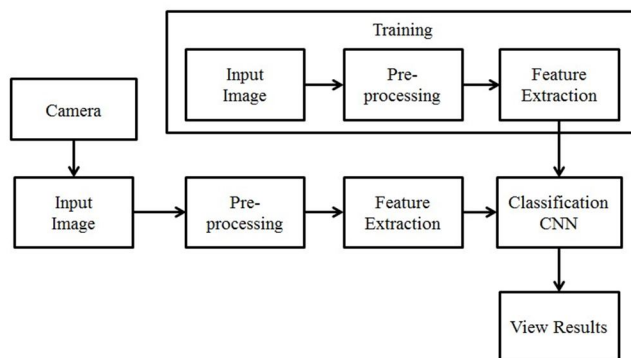 Training
Input
Image
Pre-
processing
Feature
Extraction
Camera
Input
Image
Pre-
processing
Feature
Extraction
Classification
CNN
View Results